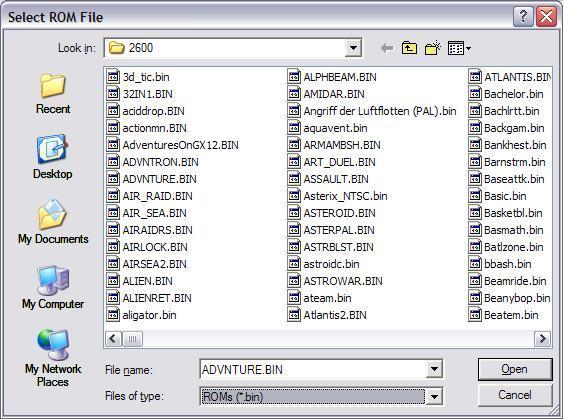 Select ROM File
Look in: 2600
3d_tic.bin
32IN1.BIN
aciddrop.BIN
actionmn.BIN
AdventuresOnGX12.BIN
ADVNTRON.BIN
ADVNTURE.BIN
AIR_RAID.BIN
AIR_SEA.BIN
AIRAIDRS.BIN
AIRLOCK.BIN
AIRSEA2.BIN
ALIEN.BIN
ALIENRET.BIN
aligator.bin
ALPHBEAM.BIN
AMIDAR.BIN
Angriff der Luftflotten (PAL).bin
aquavent.bin
ARMAMBSH.BIN
ART_DUEL.BIN
ASSAULT.BIN
Asterix_NTSC.bin
ASTEROID.BIN
ASTERPAL.BIN
ASTRBLST.BIN
astroidc.bin
ASTROWAR.BIN
ateam.bin
Atlantis2.BIN
ATLANTIS.BIN
Bachelor.bin
Bachlrtt.bin
Backgam.bin
Bankhest.bin
Barnstrm.bin
Baseattk.bin
Basic.bin
Basketbl.bin
Basmath.bin
Batlzone.bin
bbash.bin
Beamride.bin
Beanybop.bin
Beatem.bin
Recent
Desktop
My Documents
My Computer
My Network
Places
File name: ADVNTURE.BIN Open
Files of type: ROMs (*.bin) Cancel